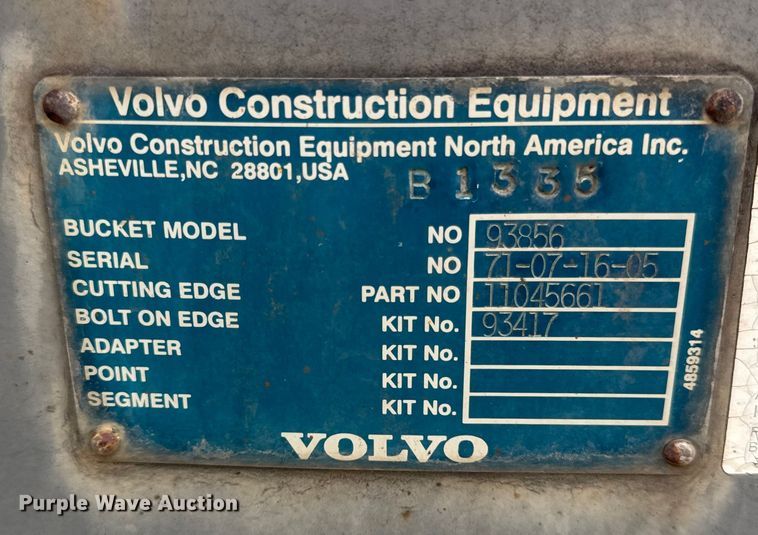 Volvo Construction Equipment
Volvo Construction Equipment North America Inc.
ASHEVILLE,NC 28801,USA
B1335
BUCKET MODEL NO 93856
SERIAL NO 71-07-16-05
CUTTING EDGE PART NO 11045661
BOLT ON EDGE KIT No. 93417
ADAPTER KIT No.
POINT KIT No.
SEGMENT KIT No.
4859314
VOLVO
Purple Wave Auction